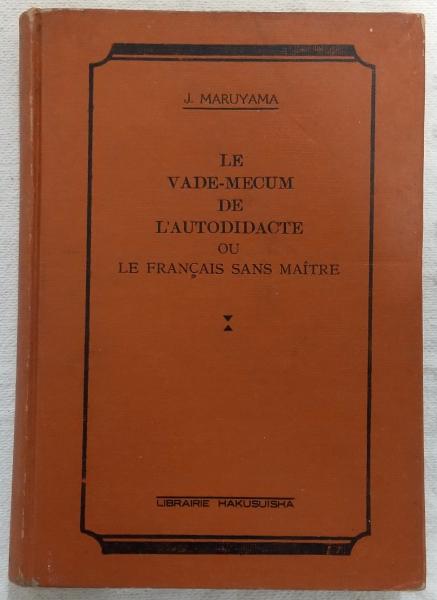 J. MARUYAMA
LE
VADE-MECUM
DE
L'AUTODIDACTE
OU
LE FRANÇAIS SANS MAÎTRE
LIBRAIRIE HAKUSUISHA